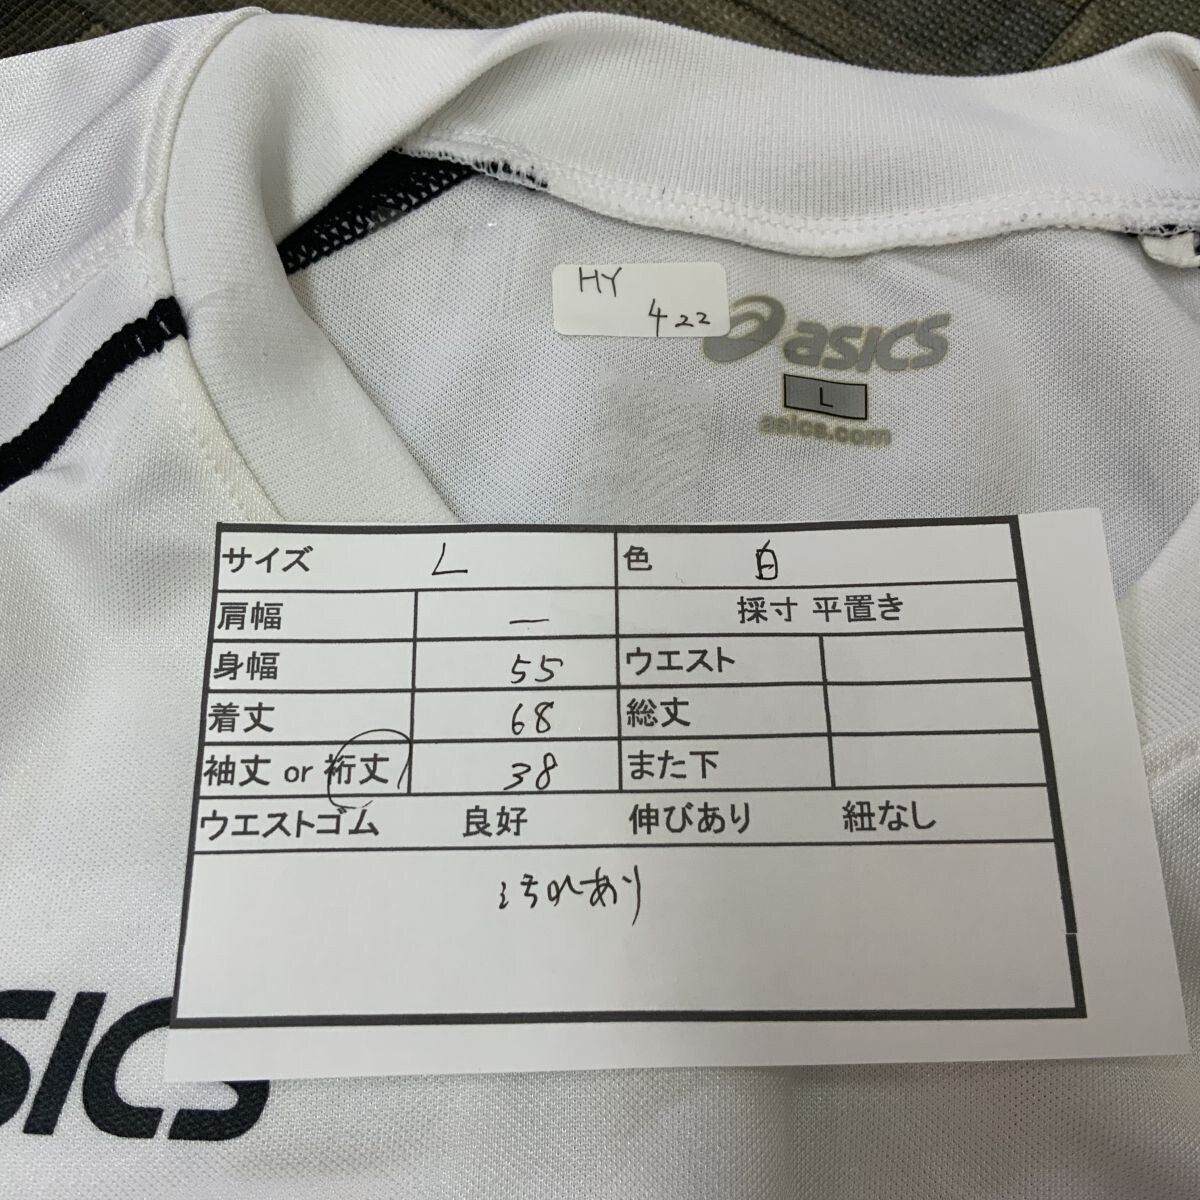 HY
422
asics
L
asics.com
サイズ L 色 白
肩幅 ― 採寸 平置き
身幅 55 ウエスト
着丈 68 総丈
袖丈 or 裄丈 38 また下
ウエストゴム 良好 伸びあり 紐なし
汚れあり
SICS